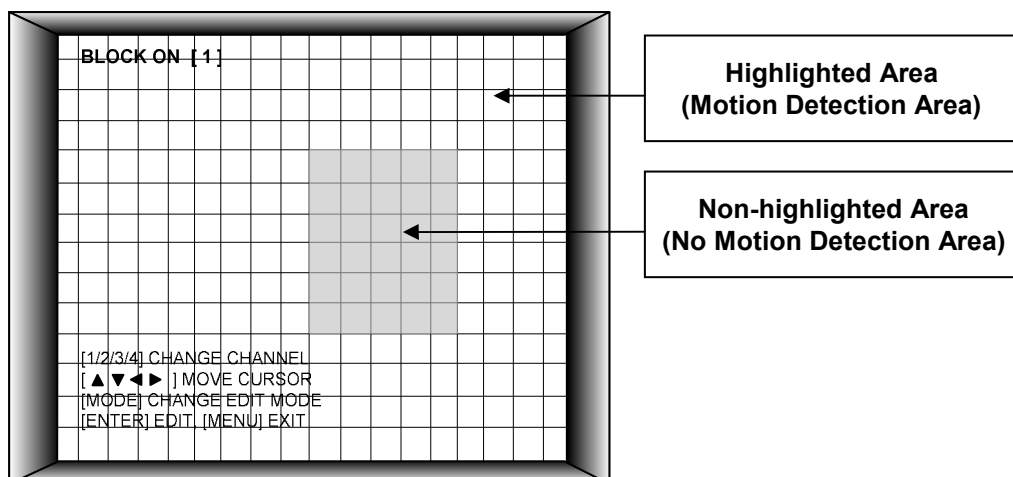 BLOCK ON [ 1 ]
Highlighted Area
(Motion Detection Area)
Non-highlighted Area
(No Motion Detection Area)
[1/2/3/4] CHANGE CHANNEL
[ ▲ ▼ ◄ ► ] MOVE CURSOR
[MODE] CHANGE EDIT MODE
[ENTER] EDIT, [MENU] EXIT